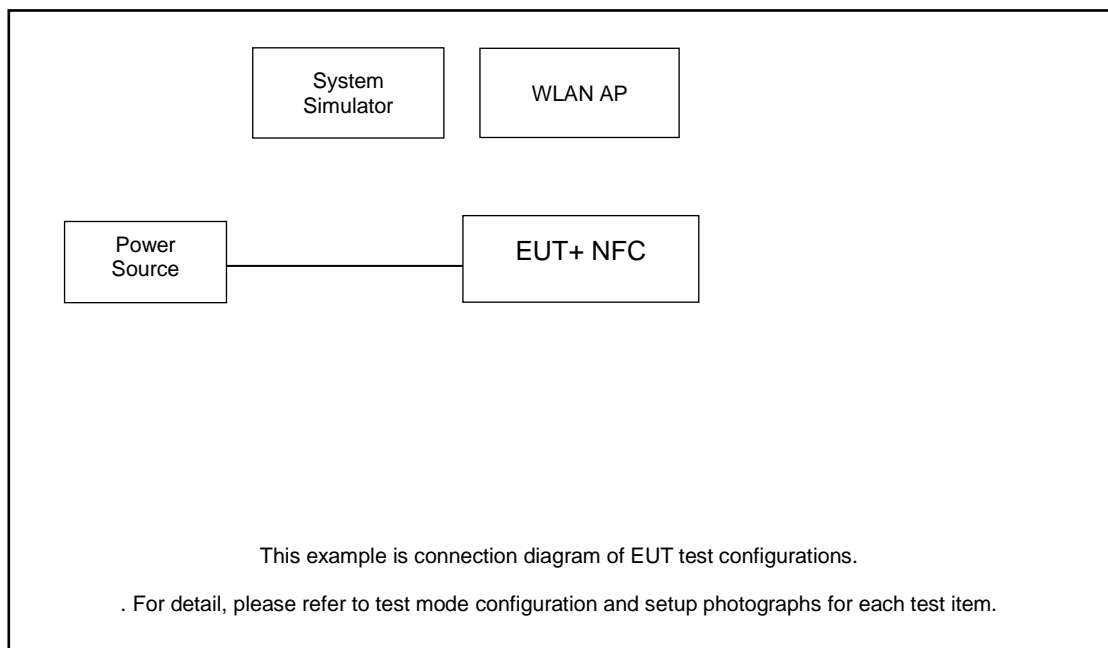 System
Simulator
WLAN AP
Power
Source
EUT+ NFC
This example is connection diagram of EUT test configurations.
. For detail, please refer to test mode configuration and setup photographs for each test item.